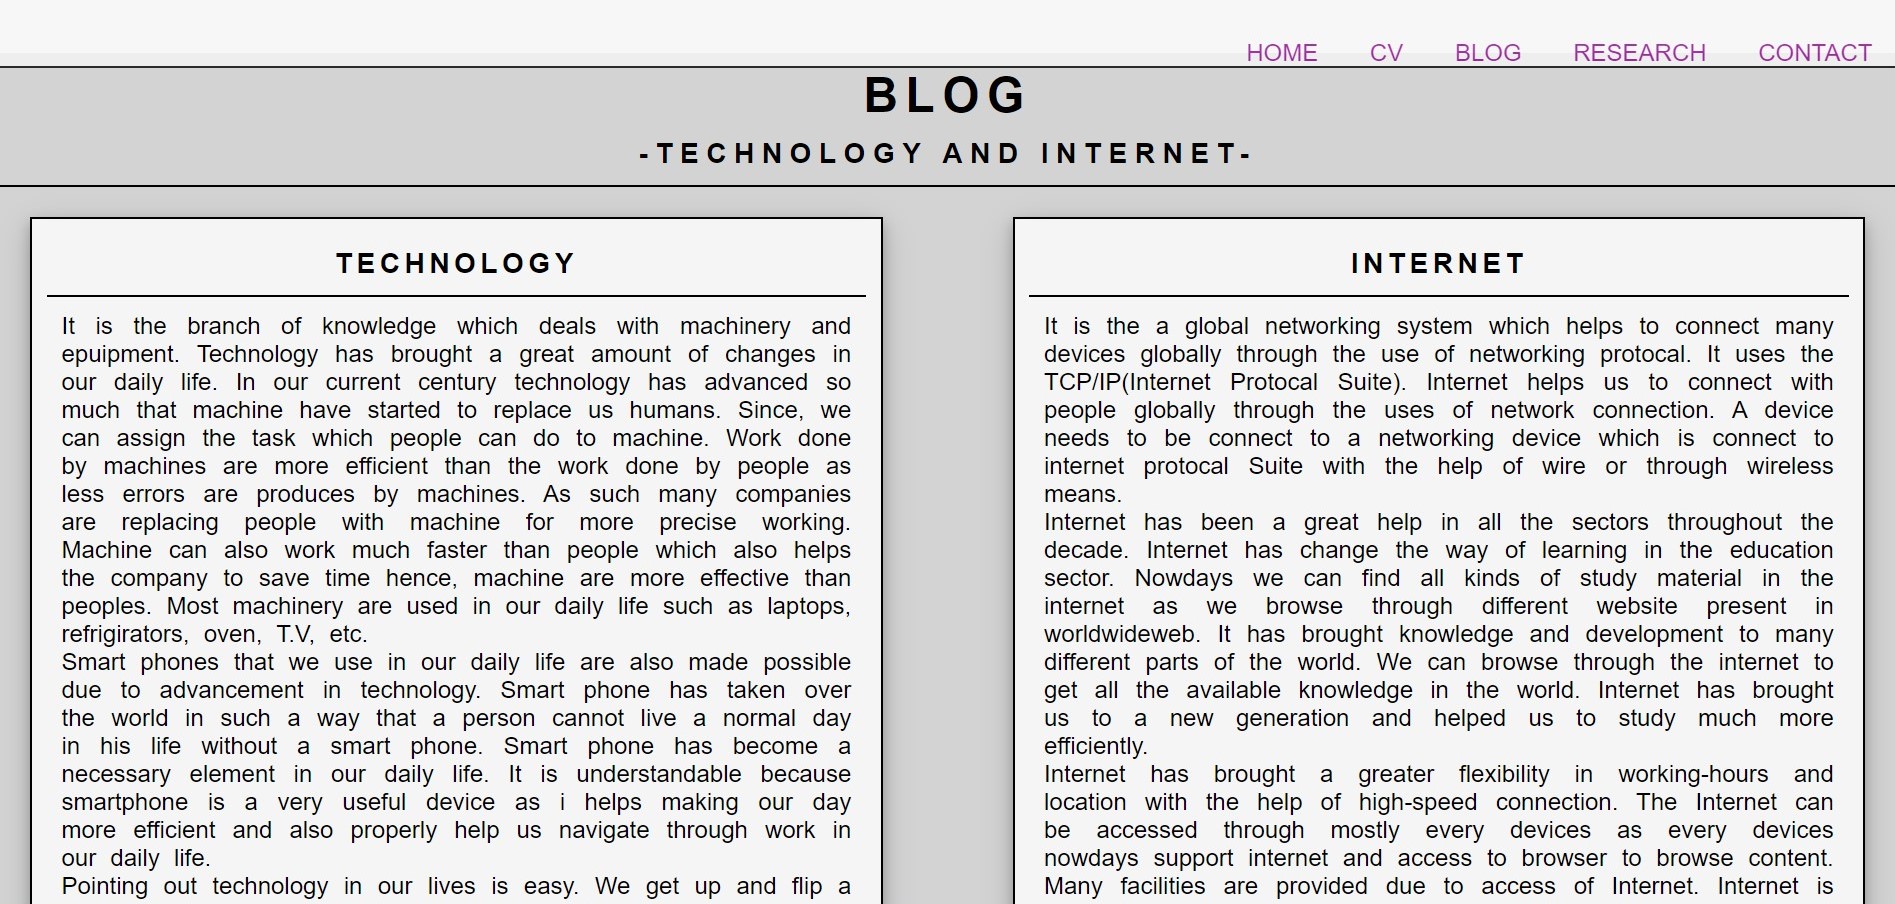 HOME CV BLOG RESEARCH CONTACT
BLOG
-TECHNOLOGY AND INTERNET-
TECHNOLOGY
It is the branch of knowledge which deals with machinery and
epuipment. Technology has brought a great amount of changes in
our daily life. In our current century technology has advanced so
much that machine have started to replace us humans. Since, we
can assign the task which people can do to machine. Work done
by machines are more efficient than the work done by people as
less errors are produces by machines. As such many companies
are replacing people with machine for more precise working.
Machine can also work much faster than people which also helps
the company to save time hence, machine are more effective than
peoples. Most machinery are used in our daily life such as laptops,
refrigirators, oven, T.V, etc.
Smart phones that we use in our daily life are also made possible
due to advancement in technology. Smart phone has taken over
the world in such a way that a person cannot live a normal day
in his life without a smart phone. Smart phone has become a
necessary element in our daily life. It is understandable because
smartphone is a very useful device as i helps making our day
more efficient and also properly help us navigate through work in
our daily life.
Pointing out technology in our lives is easy. We get up and flip a
INTERNET
It is the a global networking system which helps to connect many
devices globally through the use of networking protocal. It uses the
TCP/IP(Internet Protocal Suite). Internet helps us to connect with
people globally through the uses of network connection. A device
needs to be connect to a networking device which is connect to
internet protocal Suite with the help of wire or through wireless
means.
Internet has been a great help in all the sectors throughout the
decade. Internet has change the way of learning in the education
sector. Nowdays we can find all kinds of study material in the
internet as we browse through different website present in
worldwideweb. It has brought knowledge and development to many
different parts of the world. We can browse through the internet to
get all the available knowledge in the world. Internet has brought
us to a new generation and helped us to study much more
efficiently.
Internet has brought a greater flexibility in working-hours and
location with the help of high-speed connection. The Internet can
be accessed through mostly every devices as every devices
nowdays support internet and access to browser to browse content.
Many facilities are provided due to access of Internet. Internet is